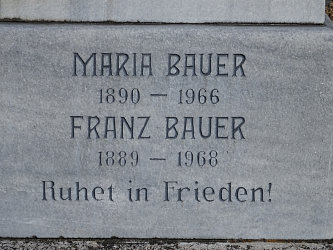 MARIA BAUER
1890 — 1966
FRANZ BAUER
1889 — 1968
Ruhet in Frieden!